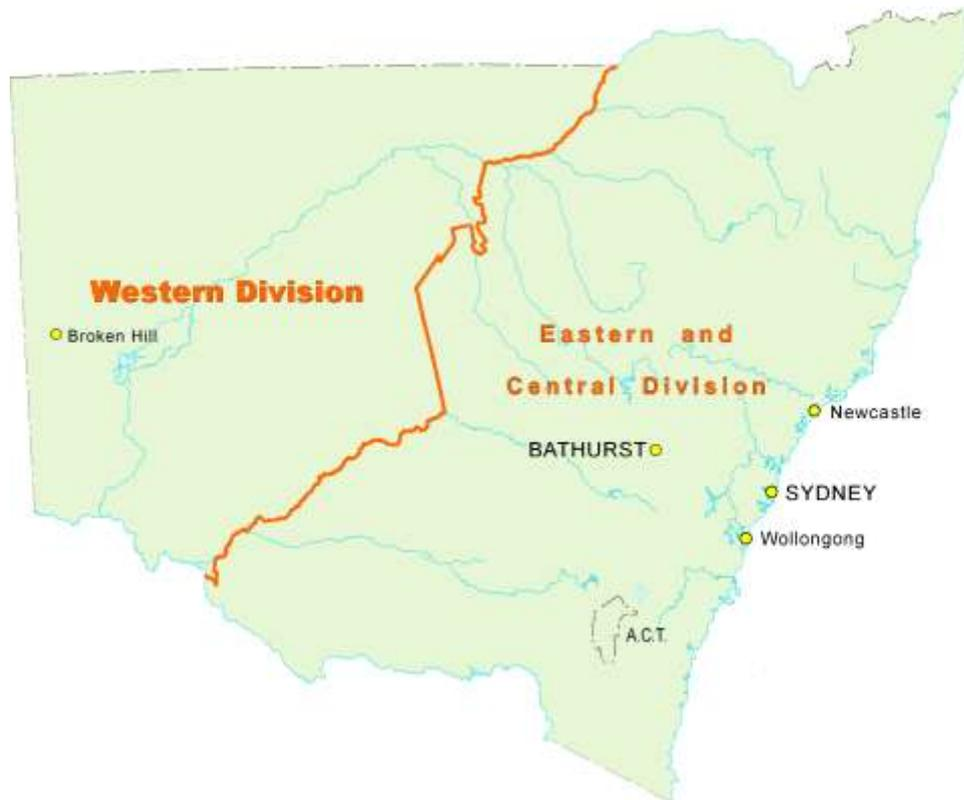 Western Division
Broken Hill
Eastern and
Central Division
Newcastle
BATHURST
SYDNEY
Wollongong
A.C.T.